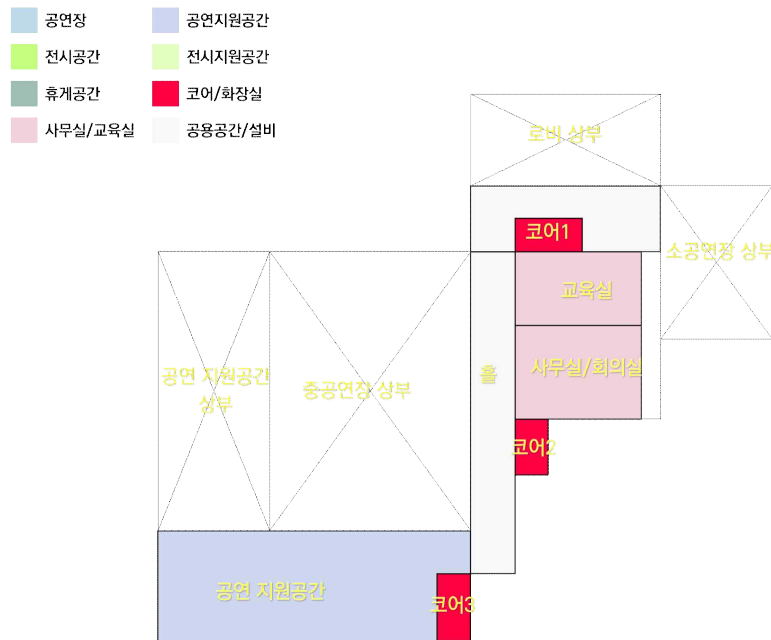 공연장
공연지원공간
전시공간
전시지원공간
휴게공간
코어/화장실
사무실/교육실
공용공간/설비
로비 상부
코어1
소공연장 상부
교육실
사무실/회의실
홀
공연 지원공간
상부
중공연장 상부
코어2
공연 지원공간
코어3